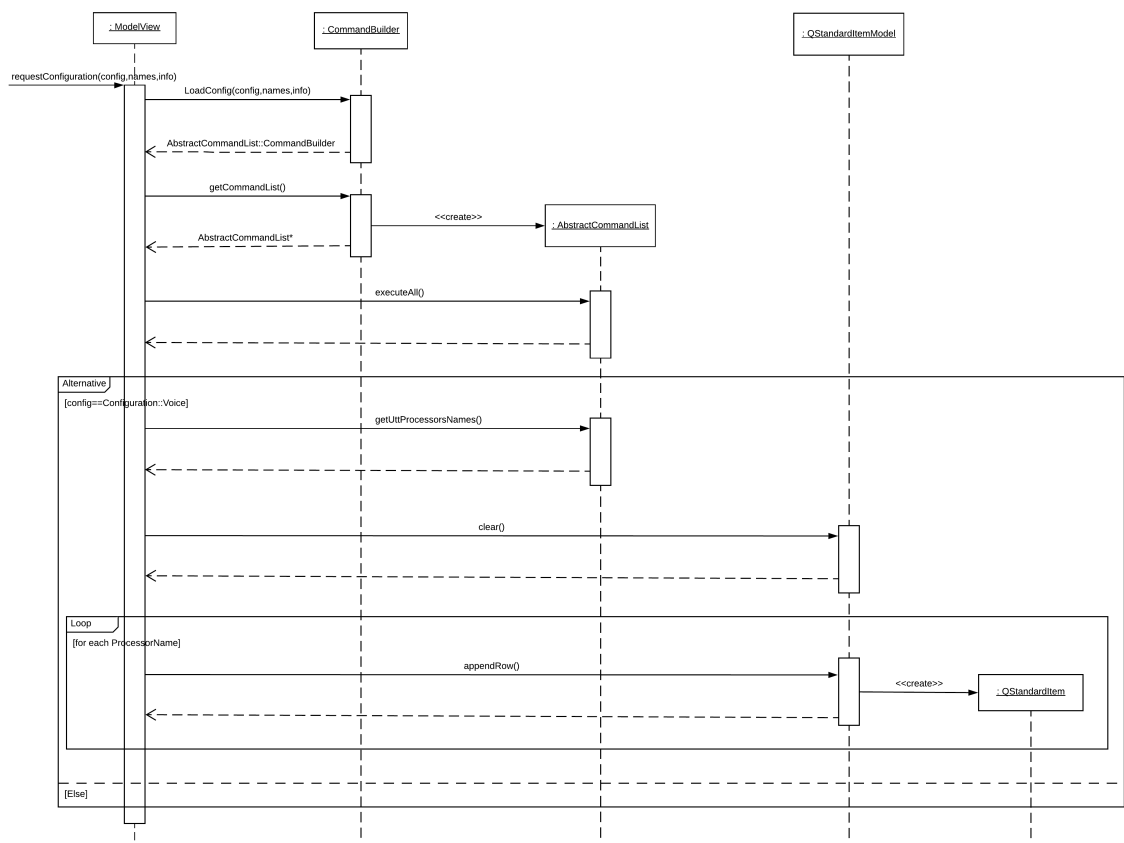 : ModelView
: CommandBuilder
: QStandardItemModel
requestConfiguration(config,names,info)
LoadConfig(config,names,info)
AbstractCommandList::CommandBuilder
getCommandList()
<<create>>
: AbstractCommandList
AbstractCommandList*
executeAll()
Alternative
[config==Configuration::Voice]
getUttProcessorsNames()
clear()
Loop
[for each ProcessorName]
appendRow()
<<create>>
: QStandardItem
[Else]